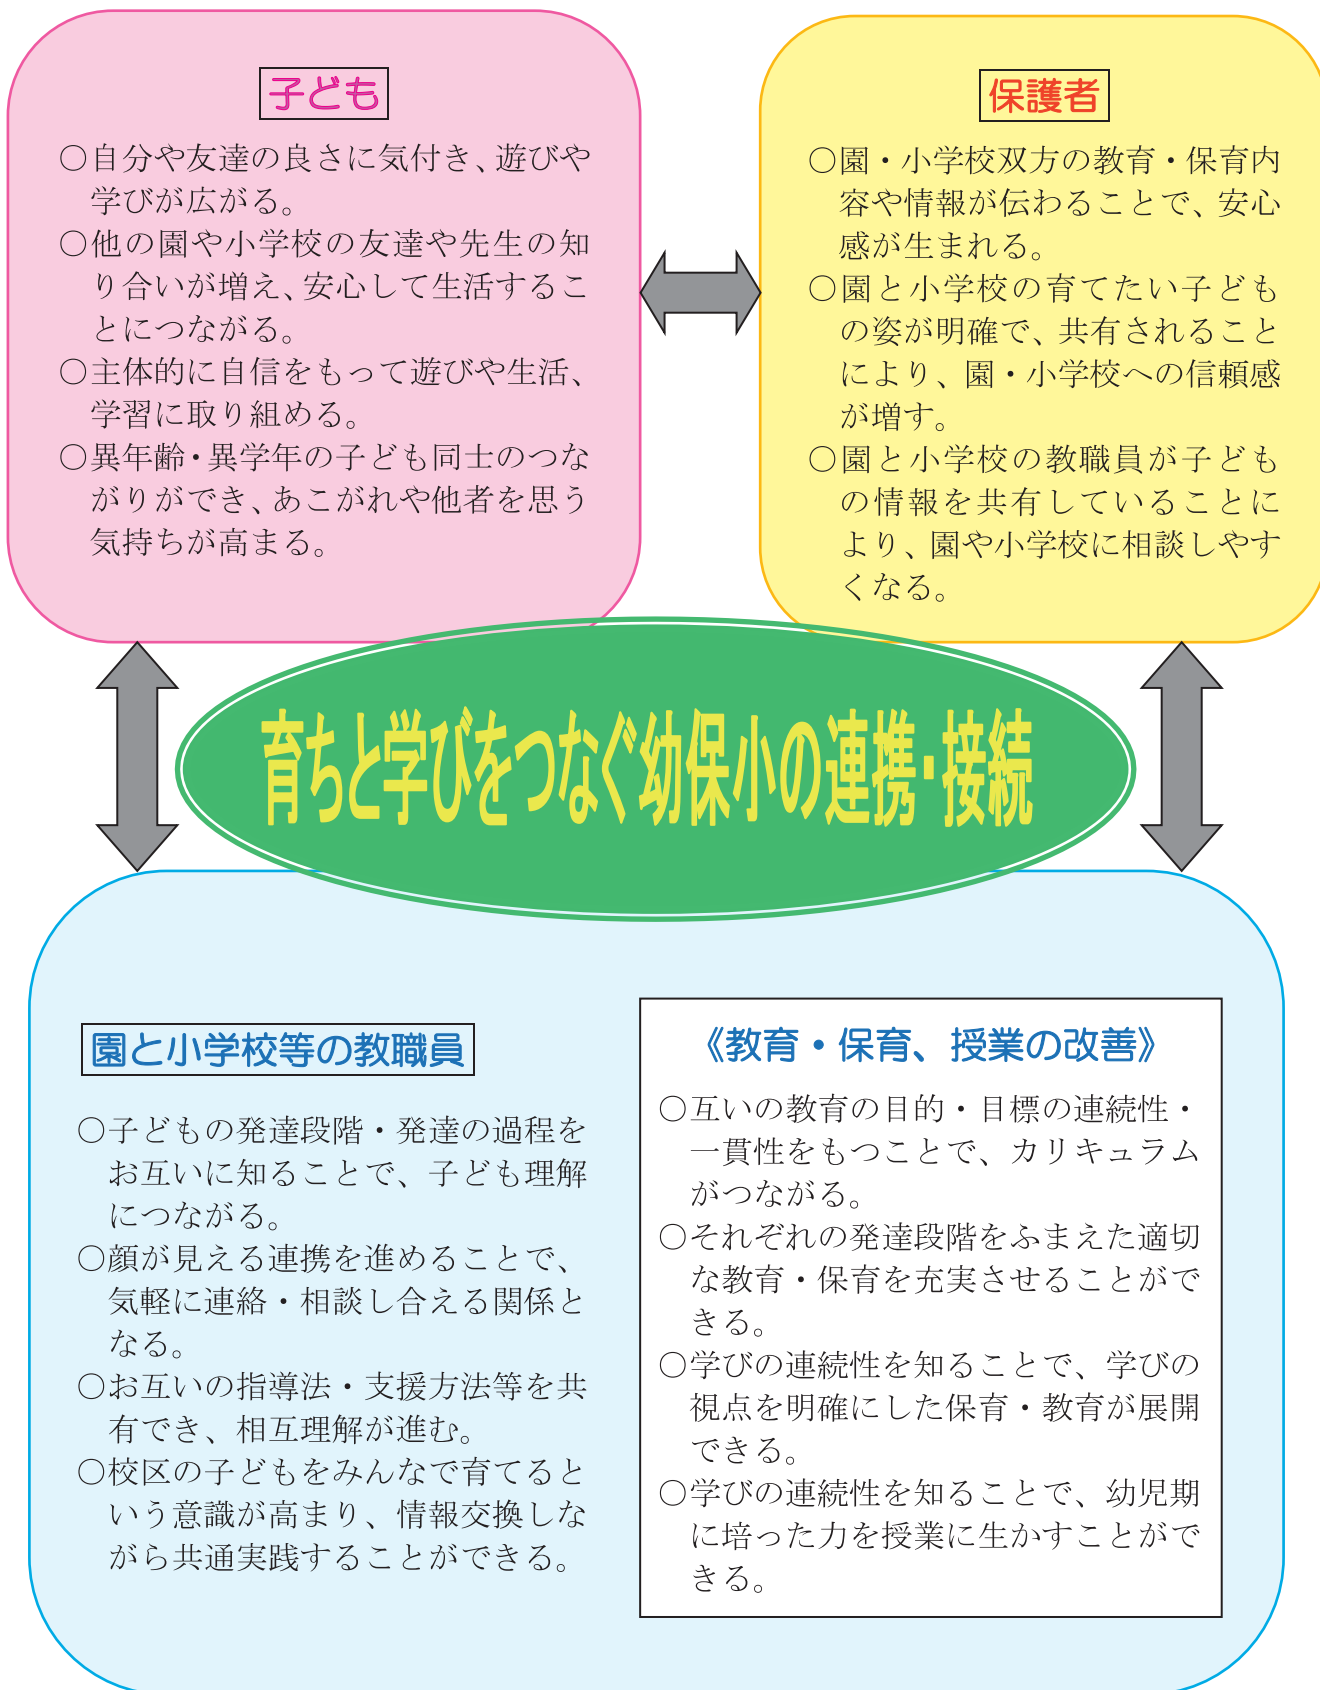 子ども
○自分や友達の良さに気付き、遊びや
学びが広がる。
○他の園や小学校の友達や先生の知
り合いが増え、安心して生活するこ
とにつながる。
○主体的に自信をもって遊びや生活、
学習に取り組める。
○異年齢・異学年の子ども同士のつな
がりができ、あこがれや他者を思う
気持ちが高まる。
保護者
○園・小学校双方の教育・保育内
容や情報が伝わることで、安心
感が生まれる。
○園と小学校の育てたい子ども
の姿が明確で、共有されること
により、園・小学校への信頼感
が増す。
○園と小学校の教職員が子ども
の情報を共有していることに
より、園や小学校に相談しやす
くなる。
育ちと学びをつなぐ幼保小の連携・接続
園と小学校等の教職員
○子どもの発達段階・発達の過程を
お互いに知ることで、子ども理解
につながる。
○顔が見える連携を進めることで、
気軽に連絡・相談し合える関係と
なる。
○お互いの指導法・支援方法等を共
有でき、相互理解が進む。
○校区の子どもをみんなで育てると
いう意識が高まり、情報交換しな
がら共通実践することができる。
《教育・保育、授業の改善》
○互いの教育の目的・目標の連続性・
一貫性をもつことで、カリキュラム
がつながる。
○それぞれの発達段階をふまえた適切
な教育・保育を充実させることがで
きる。
○学びの連続性を知ることで、学びの
視点を明確にした保育・教育が展開
できる。
○学びの連続性を知ることで、幼児期
に培った力を授業に生かすことがで
きる。